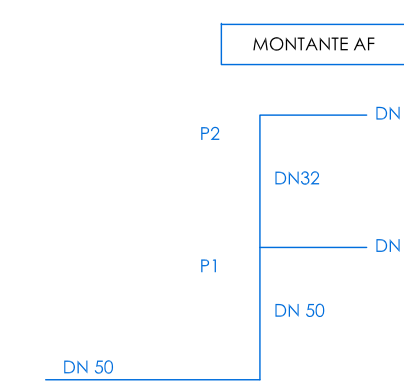 MONTANTE AF
DN
P2
DN32
DN
P1
DN 50
DN 50